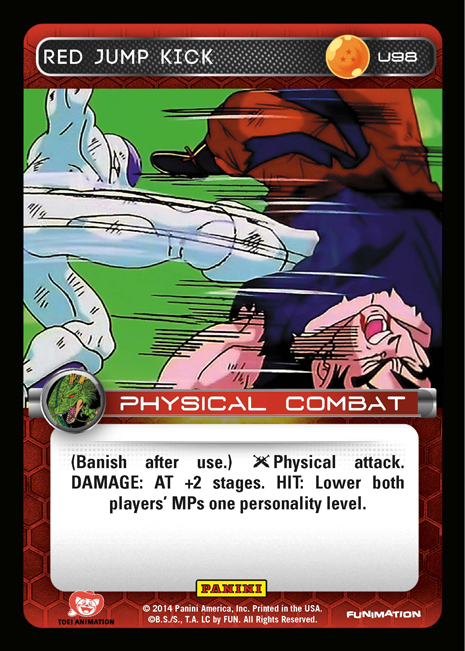 RED JUMP KICK
U98
PHYSICAL COMBAT
(Banish after use.) Physical attack.
DAMAGE: AT +2 stages. HIT: Lower both
players' MPs one personality level.
PANINI
© 2014 Panini America, Inc. Printed in the USA.
©B.S./S., T.A. LC by FUN. All Rights Reserved.
TOEI ANIMATION
FUNIMATION